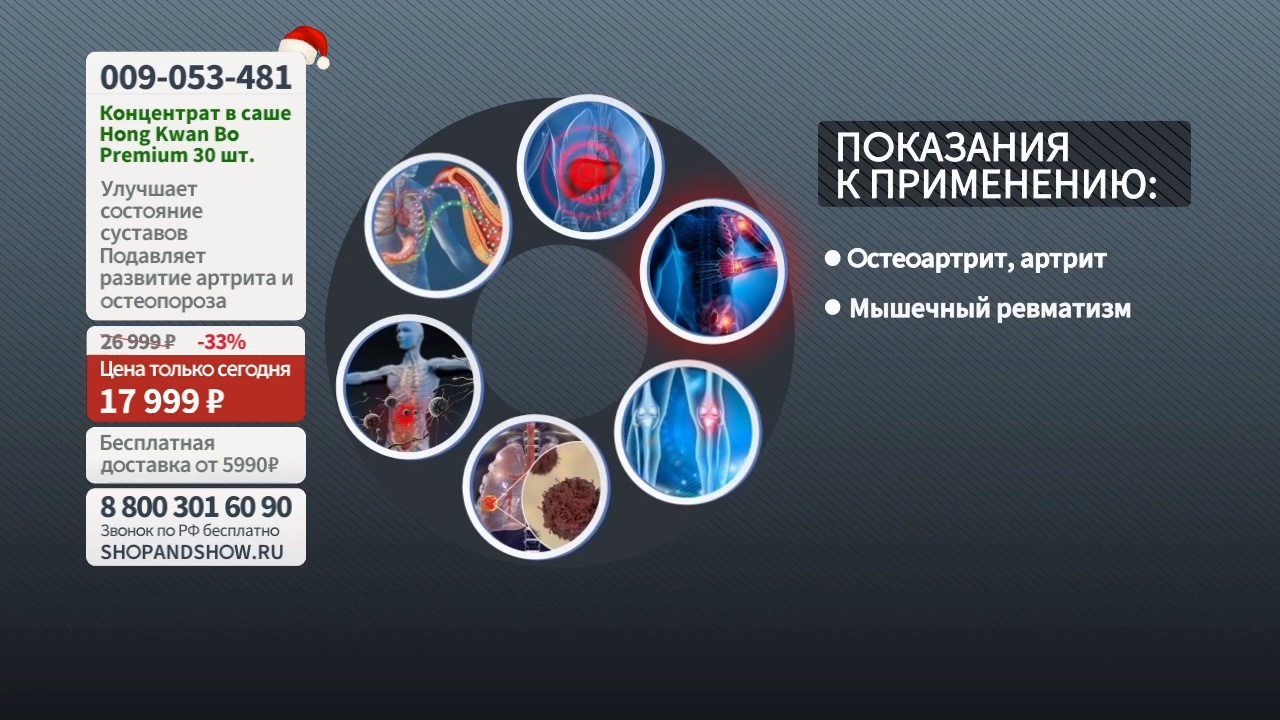 009-053-481
Концентрат в саше
Hong Kwan Bo
Premium 30 шт.
Улучшает
состояние
суставов
Подавляет
развитие артрита и
остеопороза
26 999 ₽ -33%
Цена только сегодня
17 999 ₽
Бесплатная
доставка от 5990₽
8 800 301 60 90
Звонок по РФ бесплатно
SHOPANDSHOW.RU
ПОКАЗАНИЯ
К ПРИМЕНЕНИЮ:
● Остеоартрит, артрит
● Мышечный ревматизм